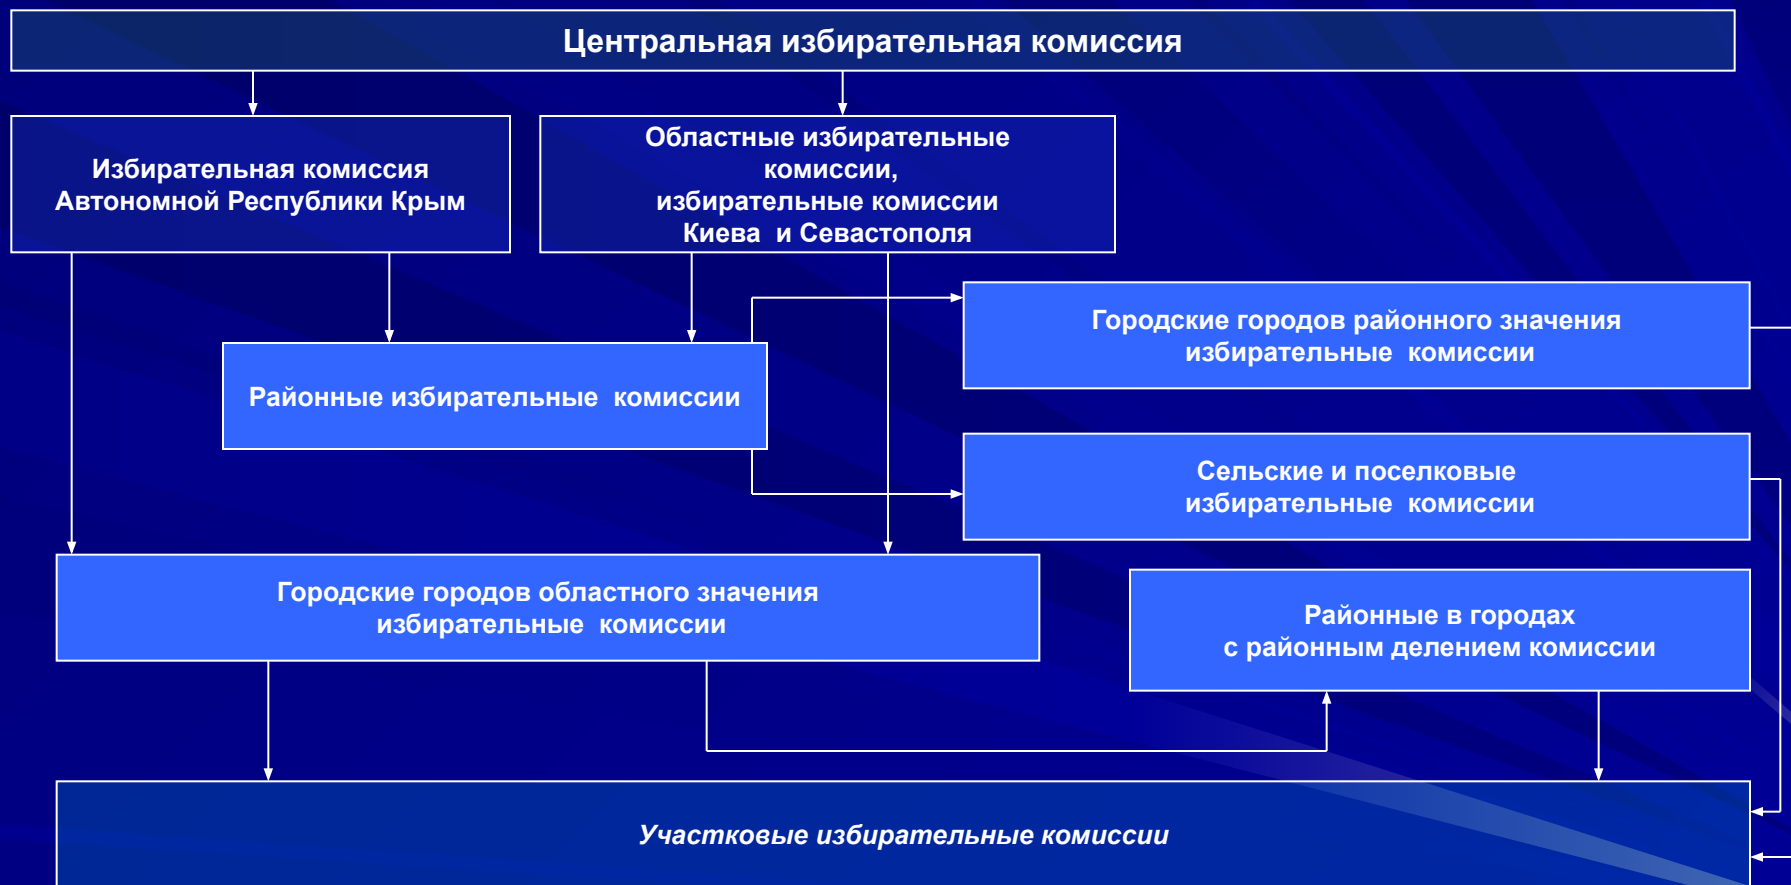 Центральная избирательная комиссия
Избирательная комиссия
Автономной Республики Крым
Областные избирательные
комиссии,
избирательные комиссии
Киева и Севастополя
Городские городов районного значения
избирательные комиссии
Районные избирательные комиссии
Сельские и поселковые
избирательные комиссии
Городские городов областного значения
избирательные комиссии
Районные в городах
с районным делением комиссии
Участковые избирательные комиссии